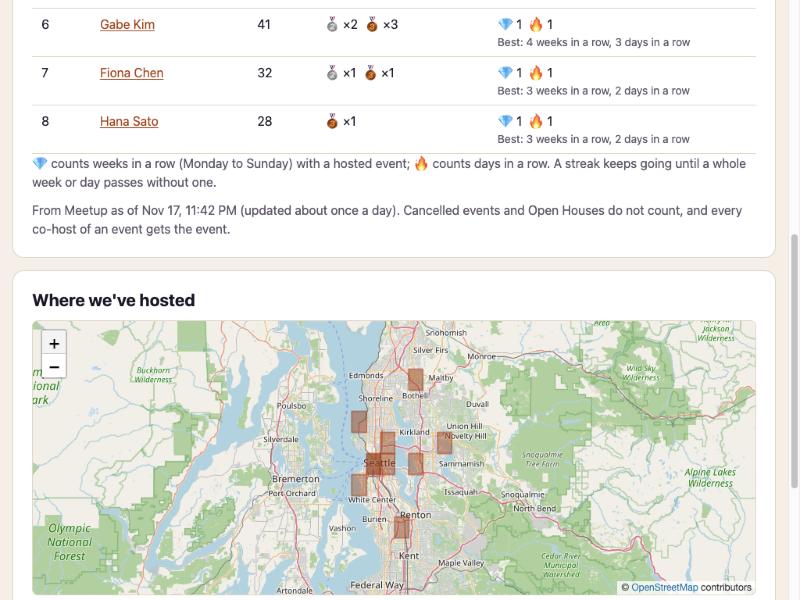 6 Gabe Kim 41 ×2 ×3 1 1
Best: 4 weeks in a row, 3 days in a row
7 Fiona Chen 32 ×1 ×1 1 1
Best: 3 weeks in a row, 2 days in a row
8 Hana Sato 28 ×1 1 1
Best: 3 weeks in a row, 2 days in a row
counts weeks in a row (Monday to Sunday) with a hosted event; counts days in a row. A streak keeps going until a whole
week or day passes without one.
From Meetup as of Nov 17, 11:42 PM (updated about once a day). Cancelled events and Open Houses do not count, and every
co-host of an event gets the event.
Where we've hosted
+
−
Snohomish
Area
Jackson
Wilderness
Silver Firs
Monroe
Buckhorn
Wilderness
Edmonds
Maltby
Wild Sky
Wilderness
ional
ark
Shoreline
Bothell
Poulsbo
Duvall
Silverdale
Kirkland
Union Hill
Novelty Hill
Seattle
Sammamish
Snoqualmie
Tree Farm
Alpine Lakes
Wilderness
Bremerton
Port Orchard
White Center
Issaquah
Snoqualmie
North Bend
Burien
Renton
Vashon
Olympic
National
Forest
Kent
Maple Valley
Cedar River
Municipal
Watershed
Federal Way
Artondale
© OpenStreetMap contributors